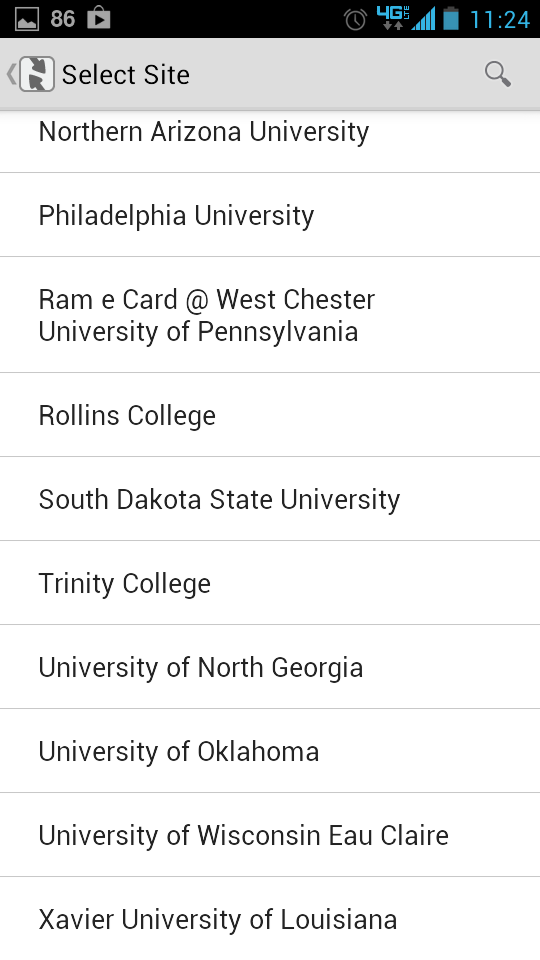 86 4G LTE 11:24
Select Site
Northern Arizona University
Philadelphia University
Ram e Card @ West Chester
University of Pennsylvania
Rollins College
South Dakota State University
Trinity College
University of North Georgia
University of Oklahoma
University of Wisconsin Eau Claire
Xavier University of Louisiana